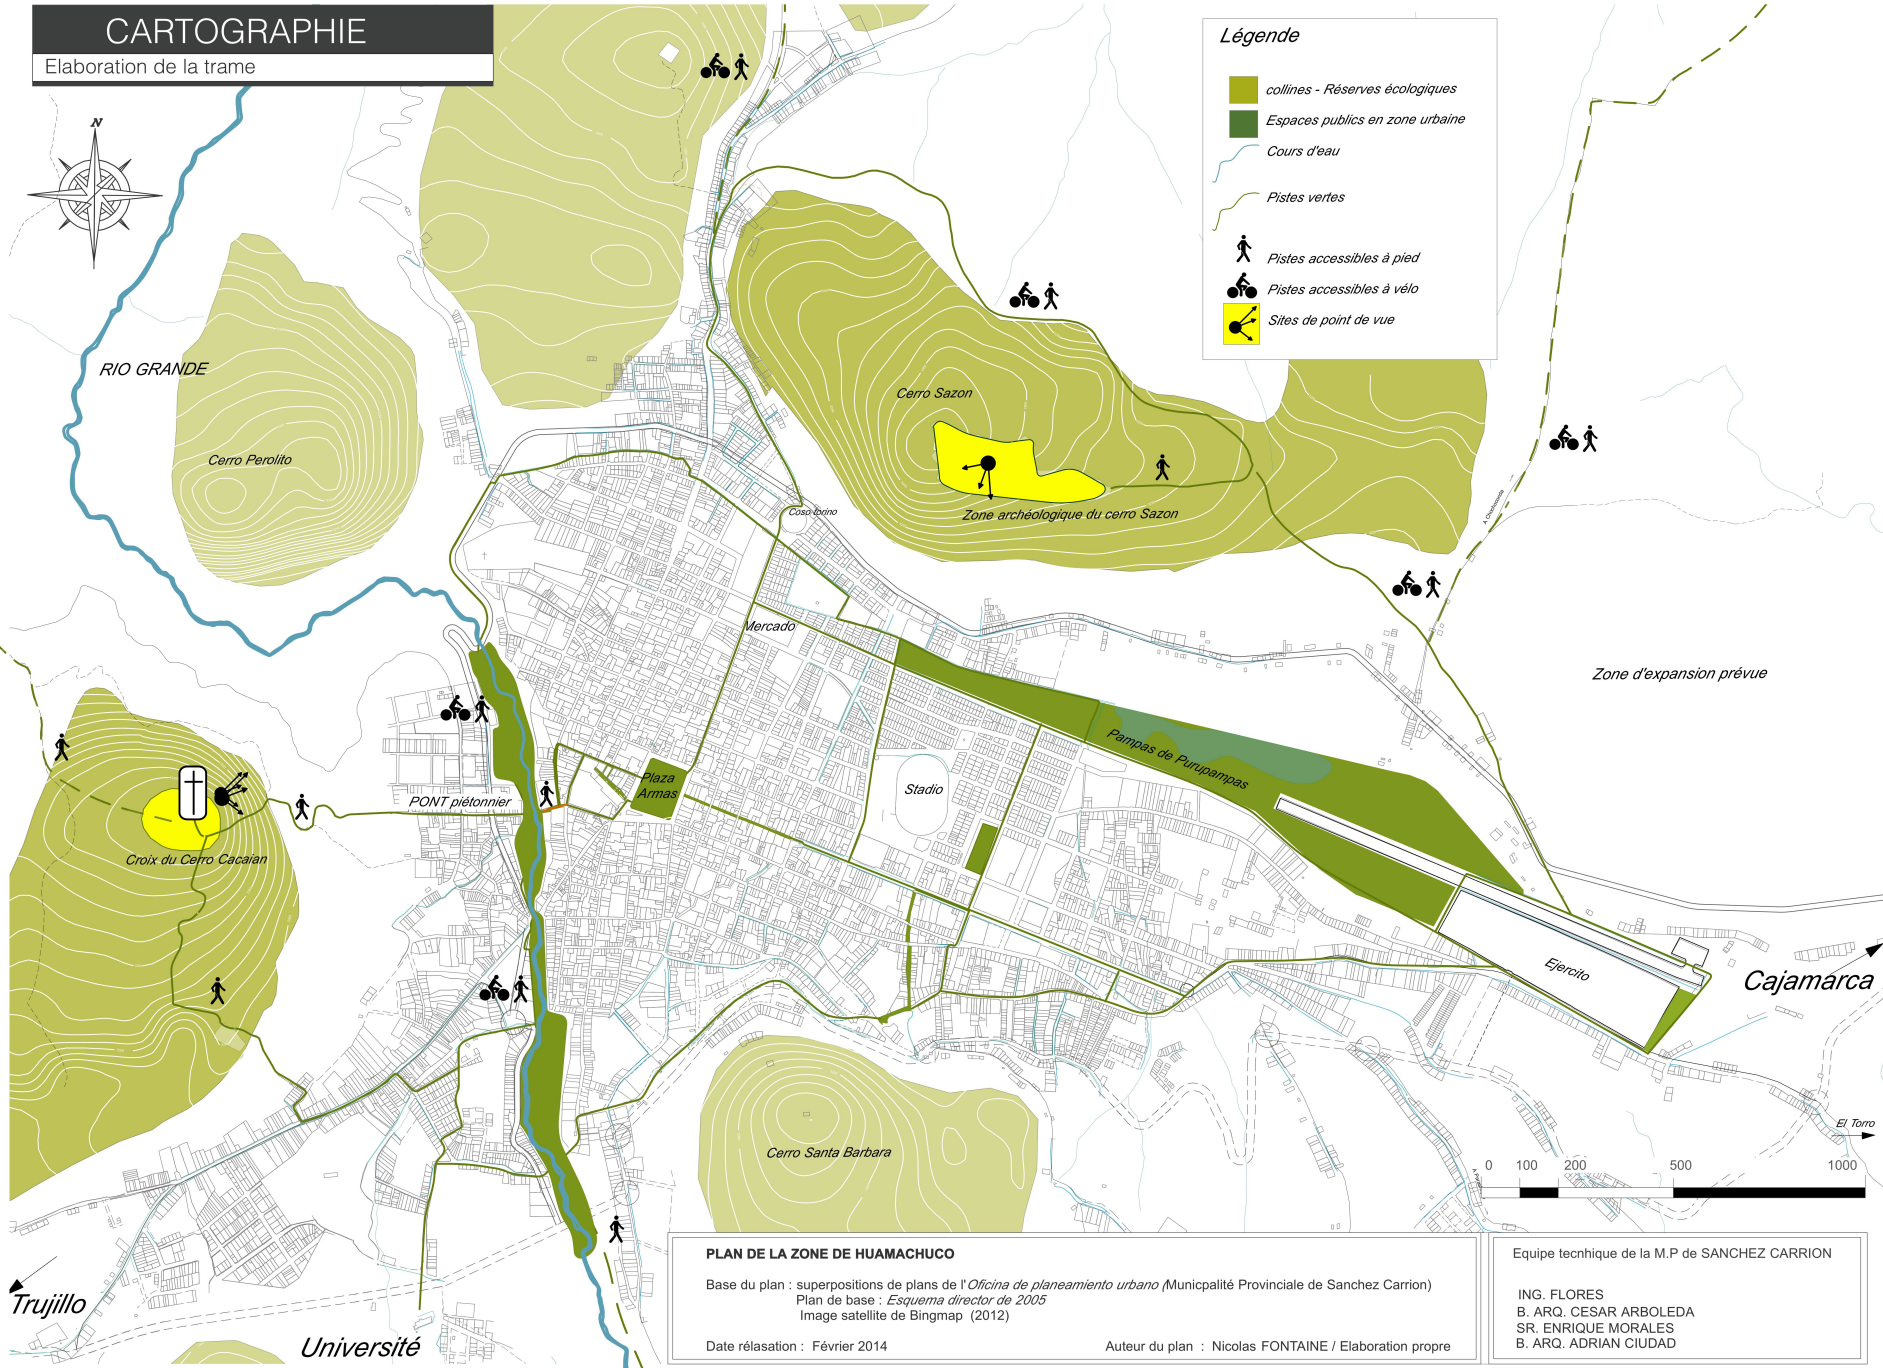 CARTOGRAPHIE
Elaboration de la trame
N
Légende
collines - Réserves écologiques
Espaces publics en zone urbaine
Cours d'eau
Pistes vertes
Pistes accessibles à pied
Pistes accessibles à vélo
Sites de point de vue
RIO GRANDE
Cerro Perolito
Cerro Sazon
Zone archéologique du cerro Sazon
Coso torino
Mercado
Zone d'expansion prévue
Pampas de Purupampas
Plaza
Armas
Stadio
PONT piétonnier
Croix du Cerro Cacaïan
Ejercito
Cajamarca
El Torro
Cerro Santa Barbara
0 100 200 500 1000
Trujillo
Université
PLAN DE LA ZONE DE HUAMACHUCO
Base du plan : superpositions de plans de l'Oficina de planeamiento urbano (Municpalité Provinciale de Sanchez Carrion)
Plan de base : Esquema director de 2005
Image satellite de Bingmap (2012)
Date rélasation : Février 2014
Auteur du plan : Nicolas FONTAINE / Elaboration propre
Equipe tecnhique de la M.P de SANCHEZ CARRION
ING. FLORES
B. ARQ. CESAR ARBOLEDA
SR. ENRIQUE MORALES
B. ARQ. ADRIAN CIUDAD